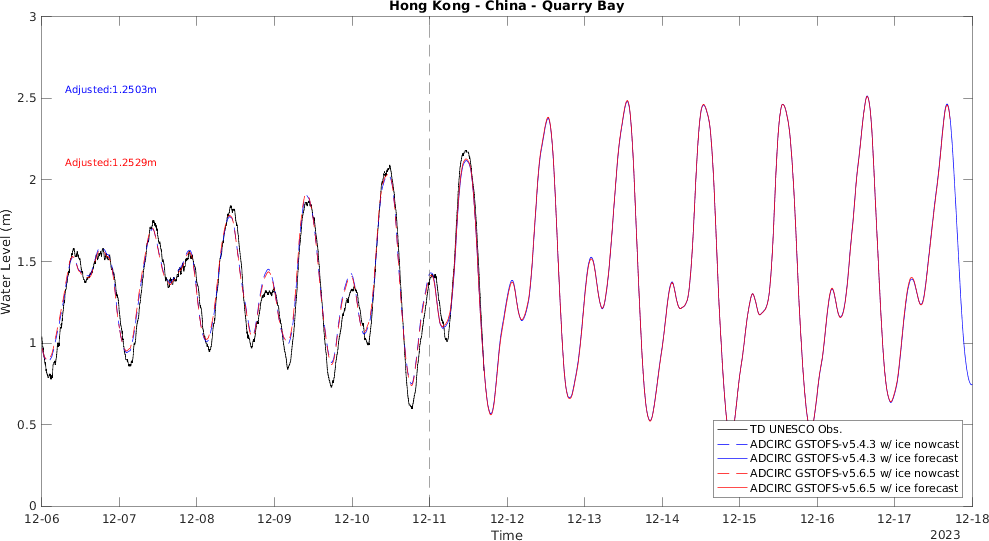 Hong Kong - China - Quarry Bay
3
2.5
2
1.5
1
0.5
0
Water Level (m)
Adjusted:1.2503m
Adjusted:1.2529m
TD UNESCO Obs.
ADCIRC GSTOFS-v5.4.3 w/ ice nowcast
ADCIRC GSTOFS-v5.4.3 w/ ice forecast
ADCIRC GSTOFS-v5.6.5 w/ ice nowcast
ADCIRC GSTOFS-v5.6.5 w/ ice forecast
12-06 12-07 12-08 12-09 12-10 12-11 12-12 12-13 12-14 12-15 12-16 12-17 12-18
Time
2023